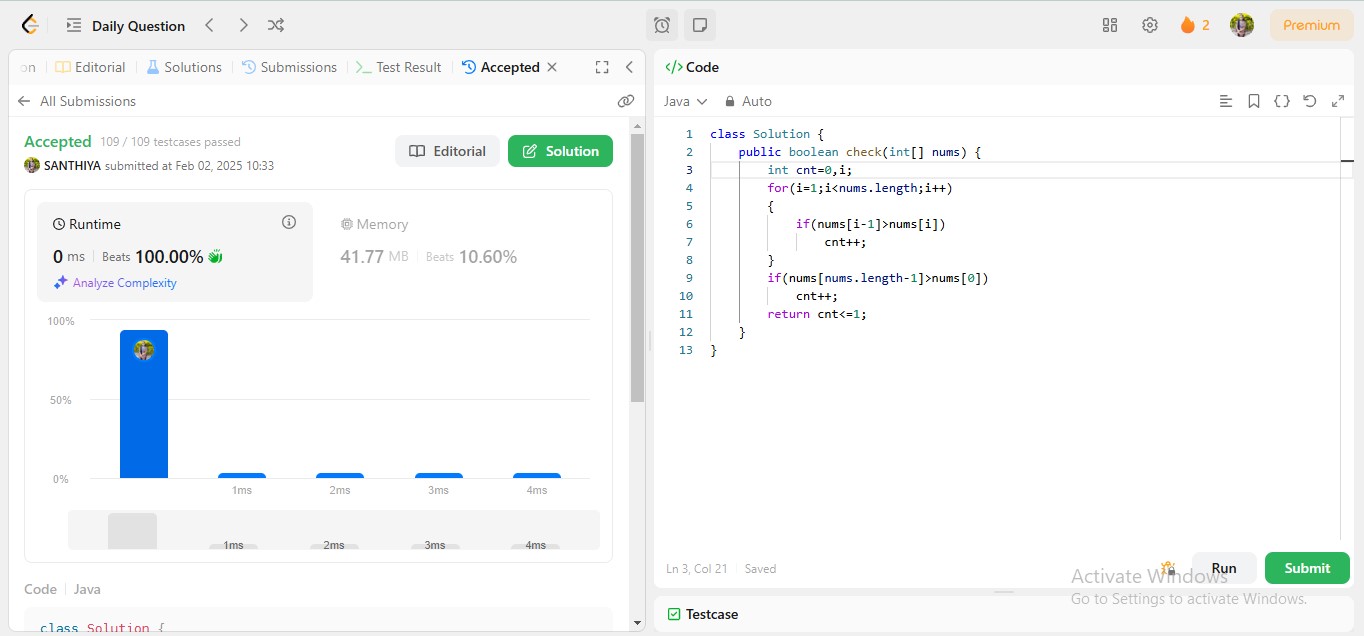 Daily Question
2
Premium
on
Editorial
Solutions
Submissions
Test Result
Accepted
All Submissions
Accepted 109 / 109 testcases passed
SANTHIYA submitted at Feb 02, 2025 10:33
Editorial
Solution
Runtime
0 ms Beats 100.00%
Analyze Complexity
Memory
41.77 MB Beats 10.60%
100%
50%
0%
1ms 2ms 3ms 4ms
1ms 2ms 3ms 4ms
Code Java
class Solution {
</> Code
Java Auto
1 class Solution {
2 public boolean check(int[] nums) {
3 int cnt=0,i;
4 for(i=1;i<nums.length;i++)
5 {
6 if(nums[i-1]>nums[i])
7 cnt++;
8 }
9 if(nums[nums.length-1]>nums[0])
10 cnt++;
11 return cnt<=1;
12 }
13 }
Ln 3, Col 21 Saved
Run
Submit
Activate Windows
Go to Settings to activate Windows.
Testcase